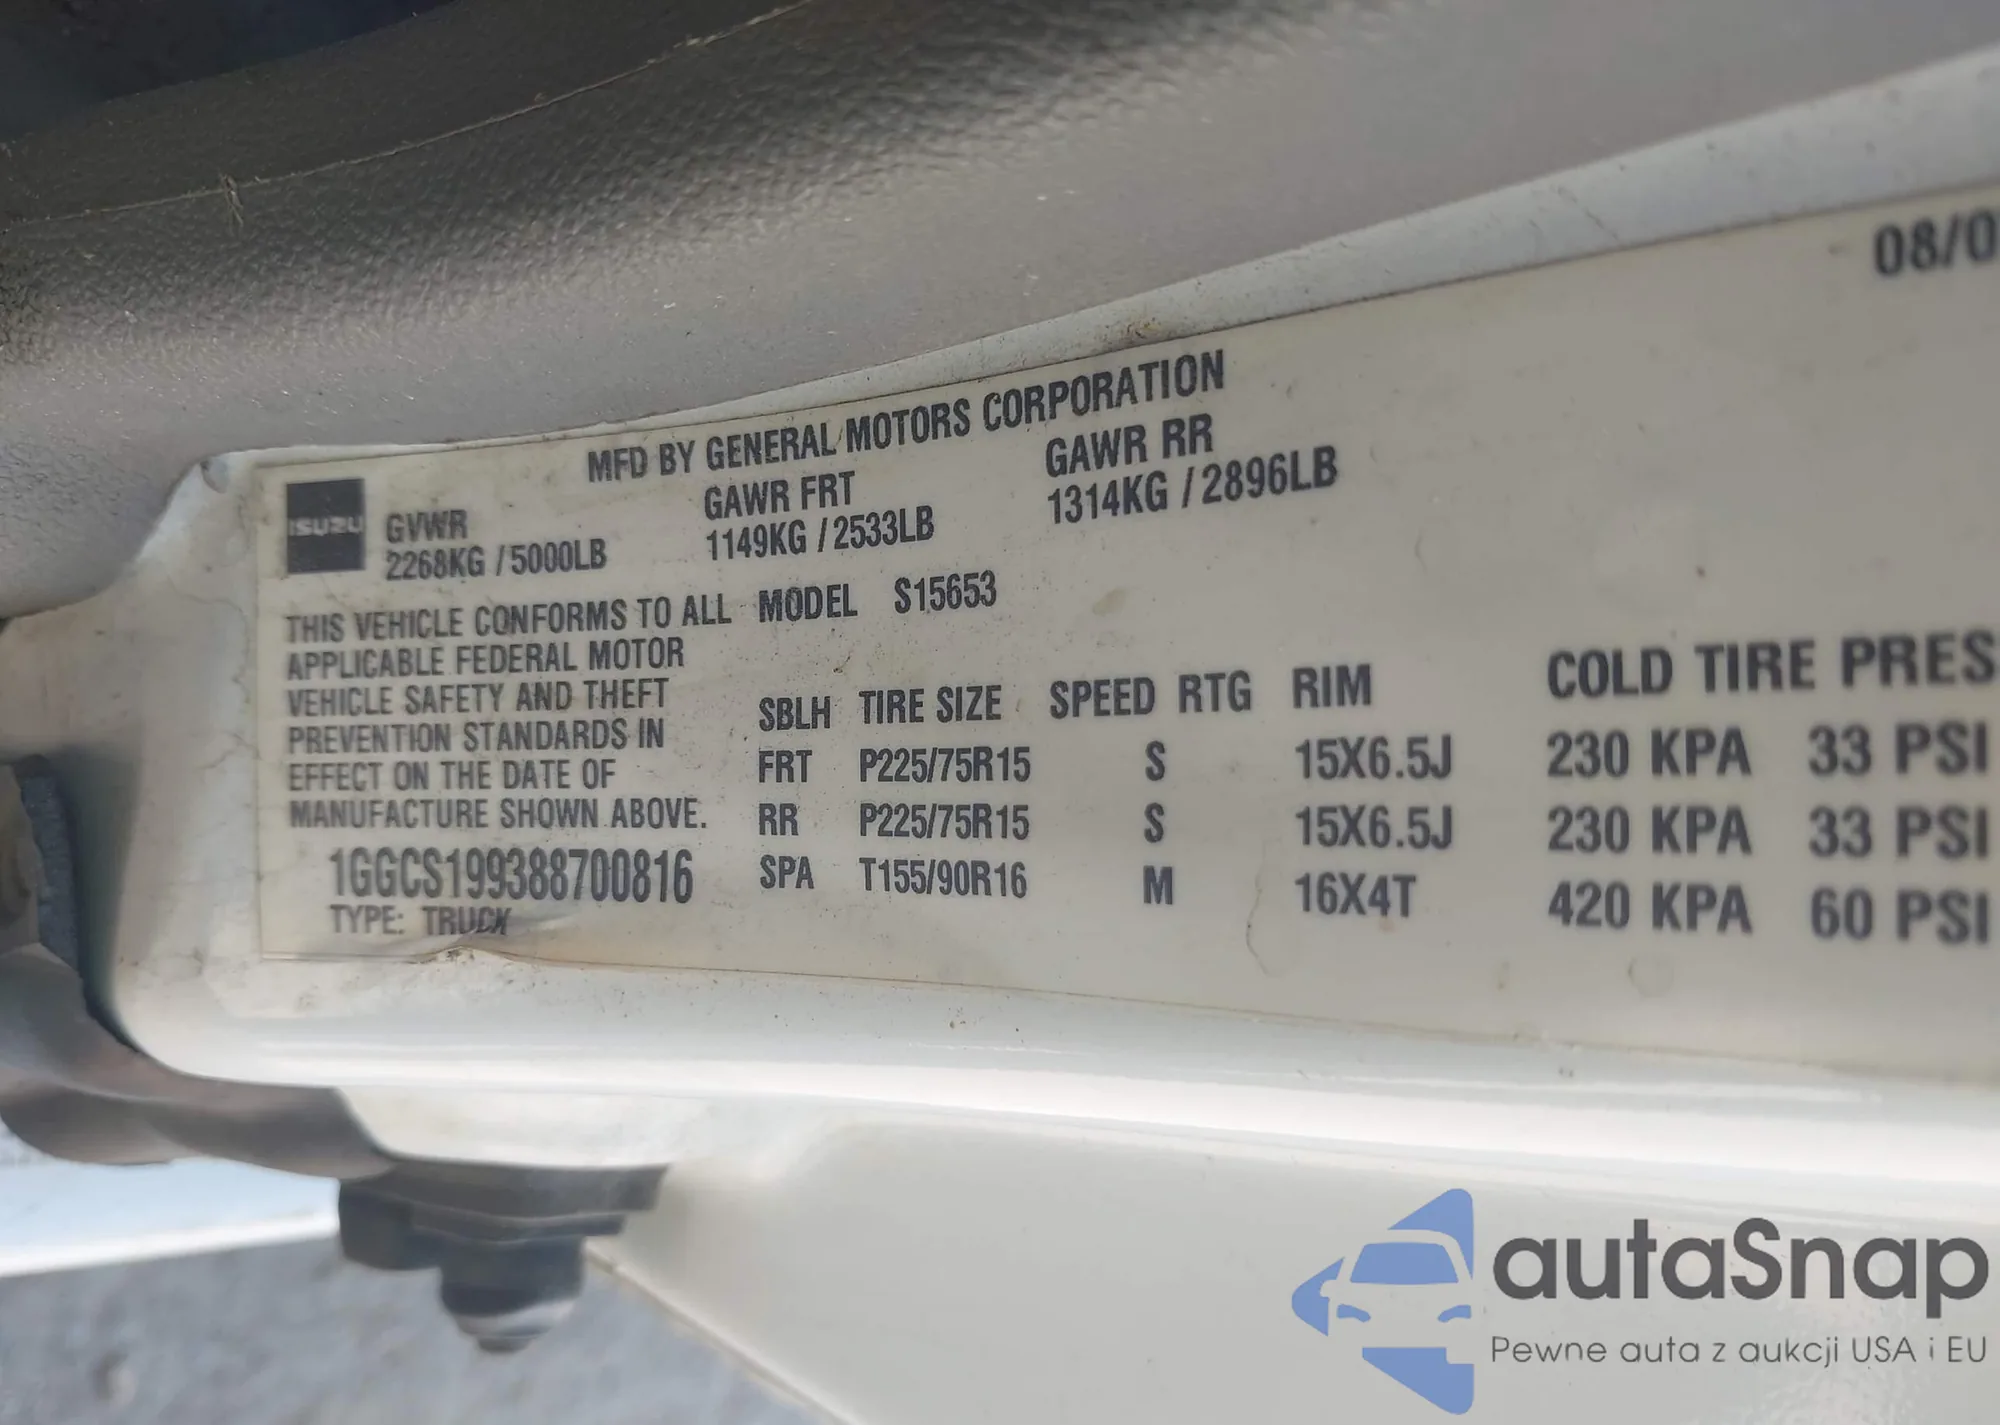 08/0
MFD BY GENERAL MOTORS CORPORATION
ISUZU
GVWR GAWR FRT GAWR RR
2268KG / 5000LB 1149KG / 2533LB 1314KG / 2896LB
THIS VEHICLE CONFORMS TO ALL
APPLICABLE FEDERAL MOTOR
VEHICLE SAFETY AND THEFT
PREVENTION STANDARDS IN
EFFECT ON THE DATE OF
MANUFACTURE SHOWN ABOVE.
1GGCS199388700816
TYPE: TRUCK
MODEL S15653
SBLH TIRE SIZE SPEED RTG RIM COLD TIRE PRES
FRT P225/75R15 S 15X6.5J 230 KPA 33 PSI
RR P225/75R15 S 15X6.5J 230 KPA 33 PSI
SPA T155/90R16 M 16X4T 420 KPA 60 PSI
autaSnap
Pewne auta z aukcji USA i EU